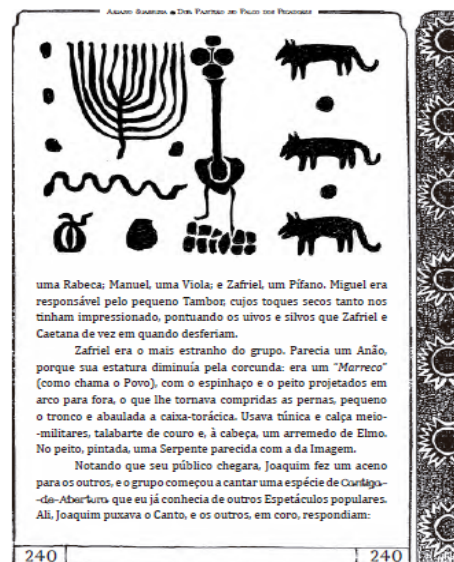 ARIANO SUASSUNA • DOM PANTERO NO PALCO DOS PECADORES
uma Rabeca; Manuel, uma Viola; e Zafriel, um Pífano. Miguel era
responsável pelo pequeno Tambor, cujos toques secos tanto nos
tinham impressionado, pontuando os uivos e silvos que Zafriel e
Caetana de vez em quando desferiam.
Zafriel era o mais estranho do grupo. Parecia um Anão,
porque sua estatura diminuía pela corcunda: era um "Marreco"
(como chama o Povo), com o espinhaço e o peito projetados em
arco para fora, o que lhe tornava compridas as pernas, pequeno
o tronco e abaulada a caixa-torácica. Usava túnica e calça meio-
-militares, talabarte de couro e, à cabeça, um arremedo de Elmo.
No peito, pintada, uma Serpente parecida com a da Imagem.
Notando que seu público chegara, Joaquim fez um aceno
para os outros, e o grupo começou a cantar uma espécie de Cantiga-
-de-Abertura que eu já conhecia de outros Espetáculos populares.
Ali, Joaquim puxava o Canto, e os outros, em coro, respondiam:
240
240